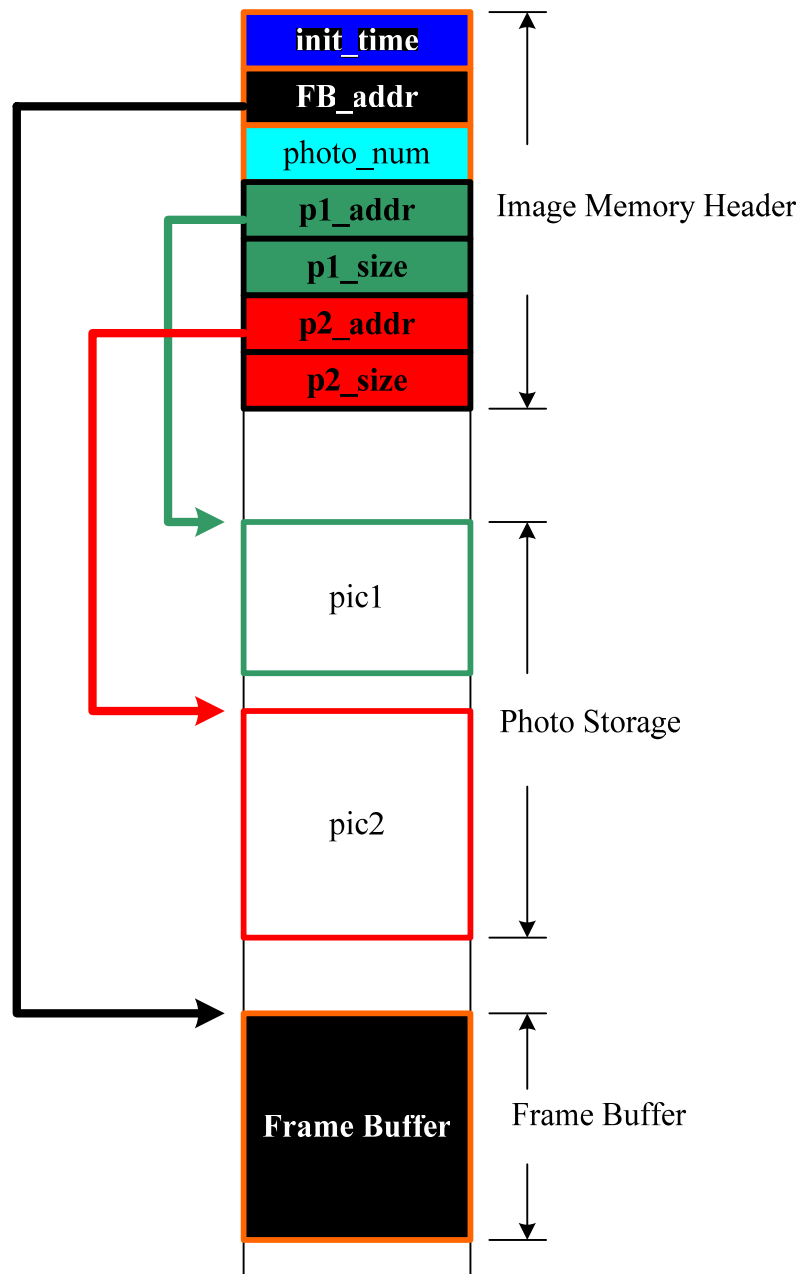 init_time
FB_addr
photo_num
p1_addr
Image Memory Header
p1_size
p2_addr
p2_size
pic1
Photo Storage
pic2
Frame Buffer
Frame Buffer